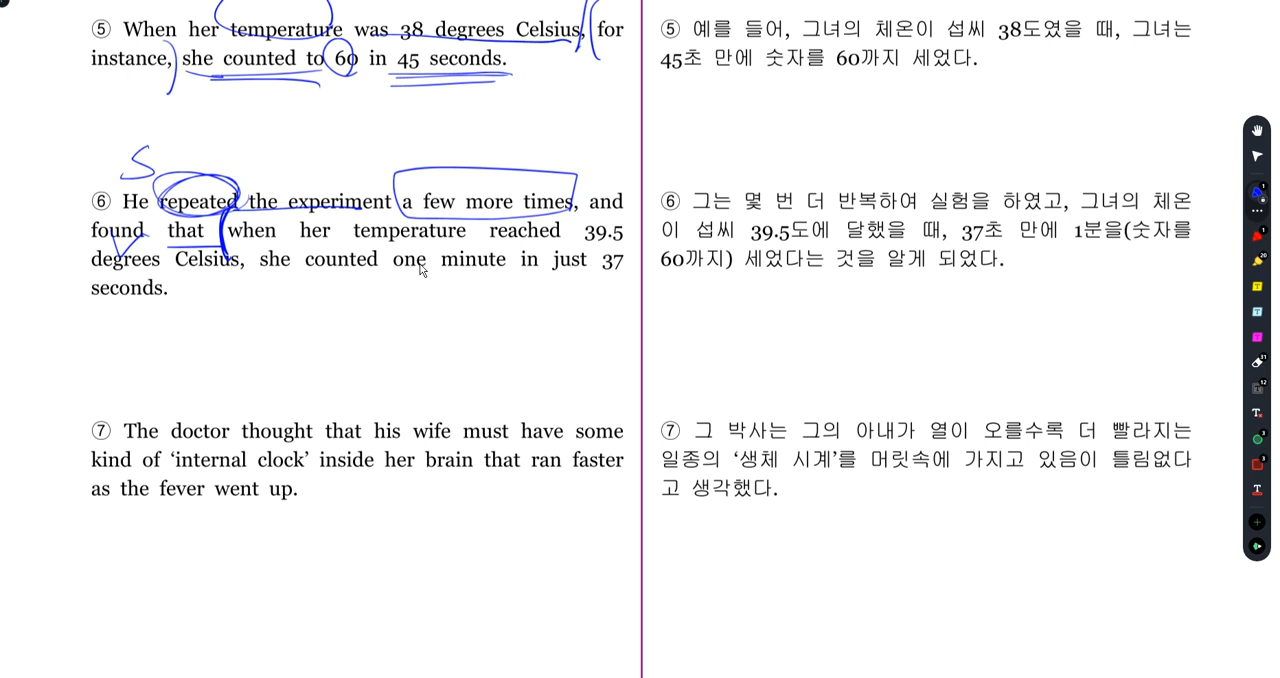 ⑤ When her temperature was 38 degrees Celsius, for
instance, she counted to 60 in 45 seconds.
S
⑥ He repeated the experiment a few more times, and
found that when her temperature reached 39.5
degrees Celsius, she counted one minute in just 37
seconds.
⑦ The doctor thought that his wife must have some
kind of ‘internal clock’ inside her brain that ran faster
as the fever went up.
⑤ 예를 들어, 그녀의 체온이 섭씨 38도였을 때, 그녀는
45초 만에 숫자를 60까지 세었다.
⑥ 그는 몇 번 더 반복하여 실험을 하였고, 그녀의 체온
이 섭씨 39.5도에 달했을 때, 37초 만에 1분을(숫자를
60까지) 세었다는 것을 알게 되었다.
⑦ 그 박사는 그의 아내가 열이 오를수록 더 빨라지는
일종의 ‘생체 시계’를 머릿속에 가지고 있음이 틀림없다
고 생각했다.